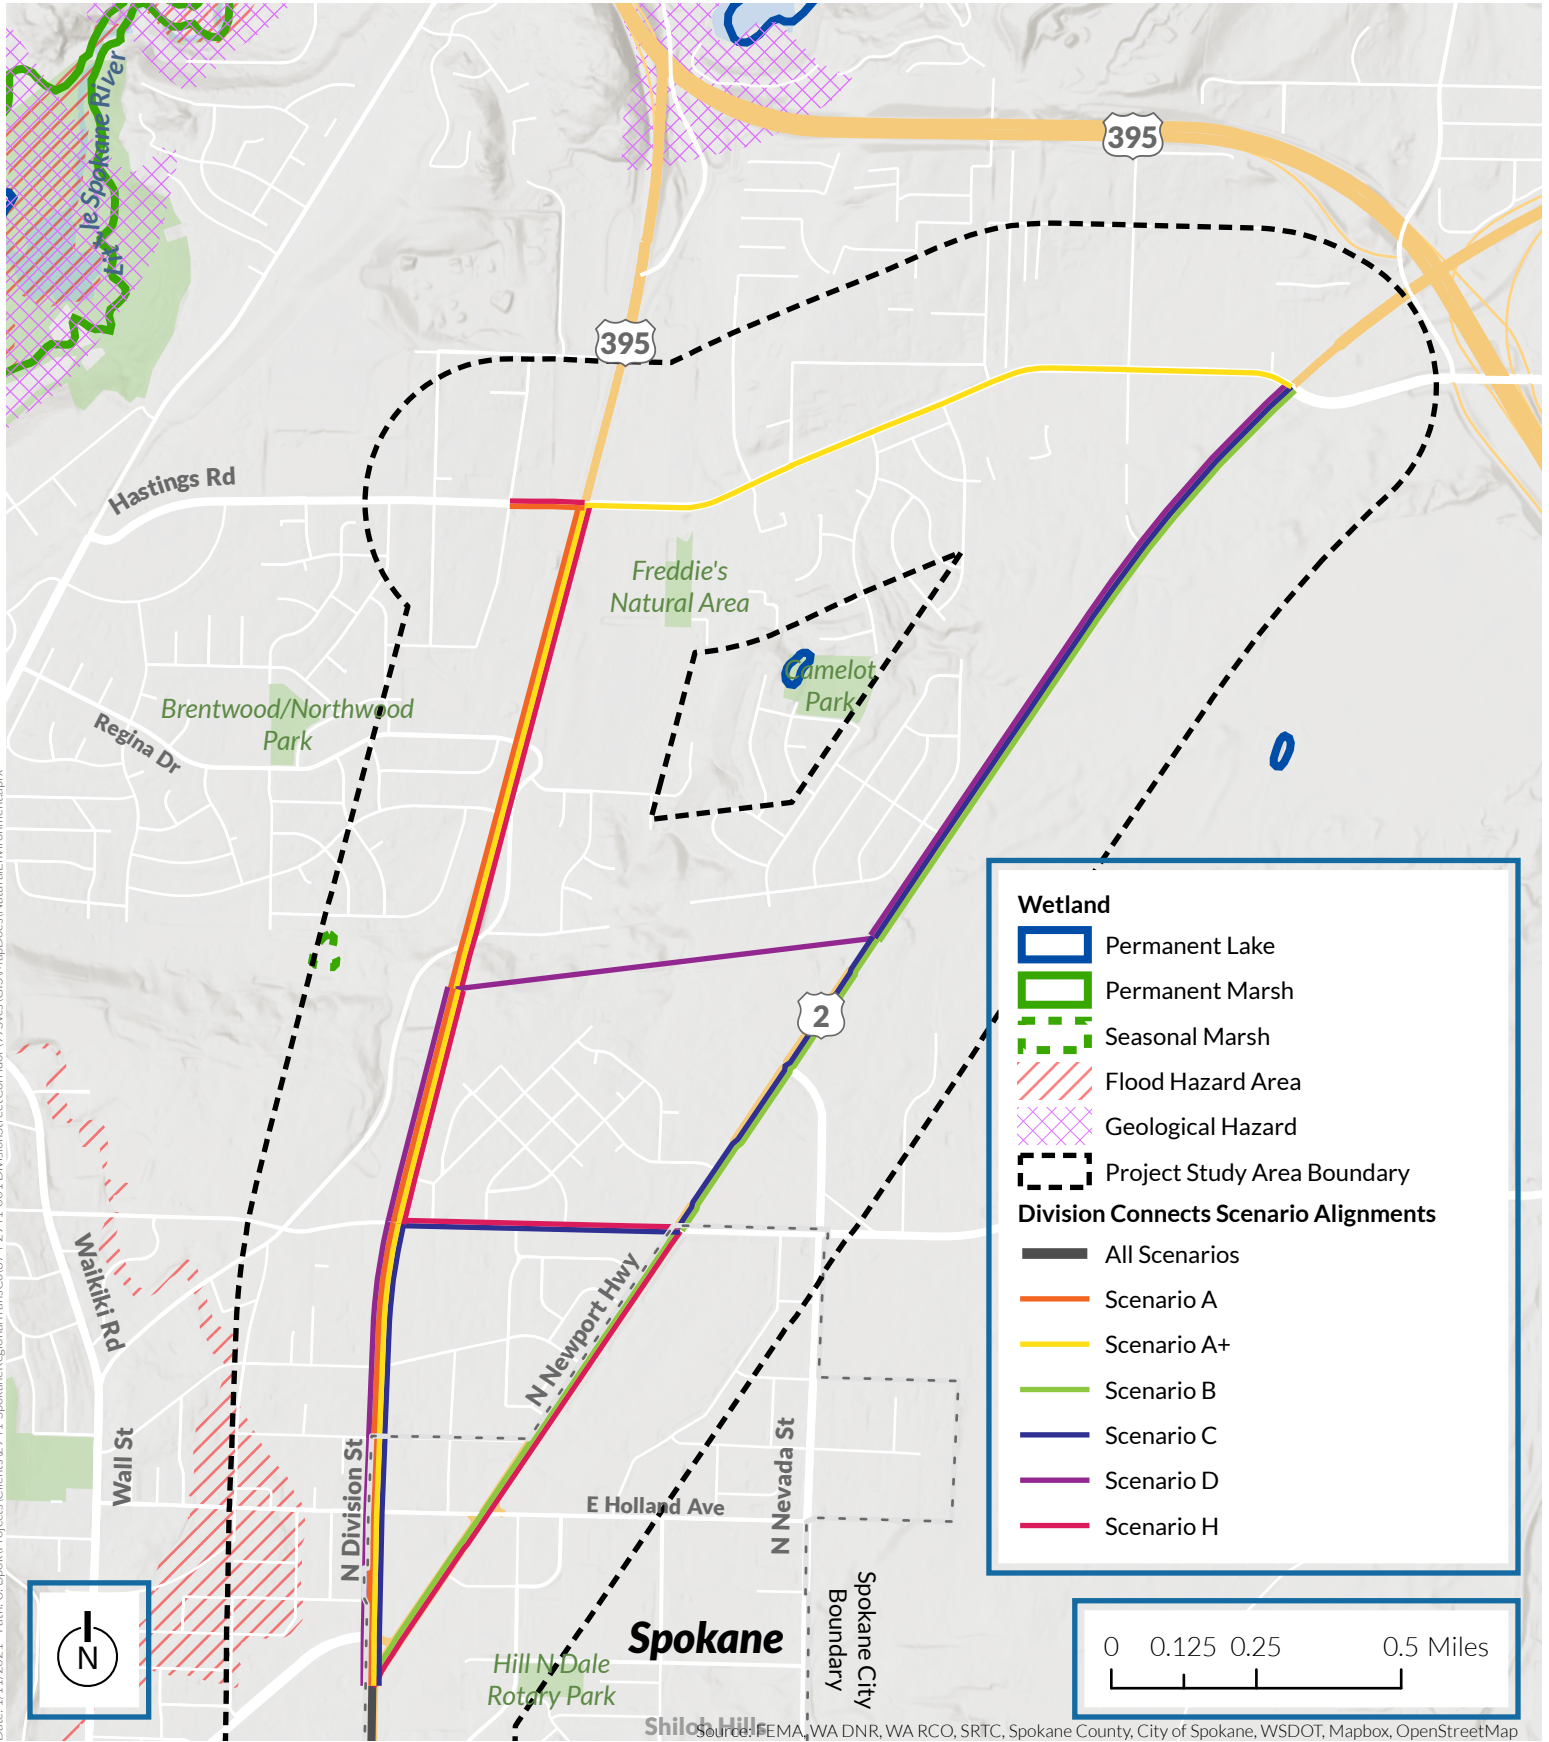 Little Spokane River
395
395
Hastings Rd
Freddie's
Natural Area
Camelot
Park
Brentwood/Northwood
Park
Regina Dr
2
Wetland
Permanent Lake
Permanent Marsh
Seasonal Marsh
Flood Hazard Area
Geological Hazard
Project Study Area Boundary
Division Connects Scenario Alignments
All Scenarios
Scenario A
Scenario A+
Scenario B
Scenario C
Scenario D
Scenario H
Waikiki Rd
N Newport Hwy
Wall St
N Division St
E Holland Ave
N Nevada St
Spokane City
Boundary
Spokane
Hill N Dale
Rotary Park
Shiloh Hills
N
0 0.125 0.25 0.5 Miles
Source: FEMA, WA DNR, WA RCO, SRTC, Spokane County, City of Spokane, WSDOT, Mapbox, OpenStreetMap